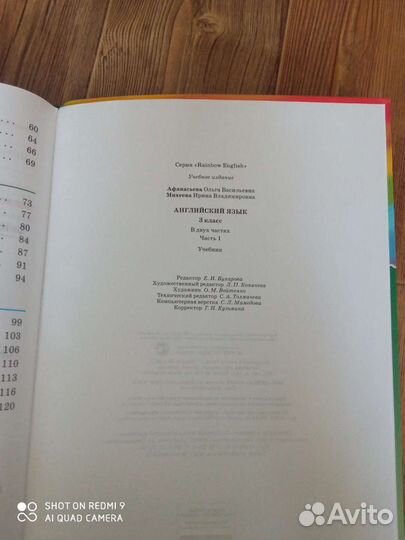 60
64
66
69
73
77
80
84
87
91
94
99
103
106
110
113
116
120
Серия «Rainbow English»
Учебное издание
Афанасьева Ольга Васильевна
Михеева Ирина Владимировна
АНГЛИЙСКИЙ ЯЗЫК
3 класс
В двух частях
Часть 1
Учебник
Редактор Е. И. Бухарова
Художественный редактор Л. П. Копачева
Художник О. М. Войтенко
Технический редактор С. А. Толмачева
Компьютерная верстка С. Л. Мамедова
Корректор Г. И. Кузьмина
SHOT ON REDMI 9
AI QUAD CAMERA
Avito